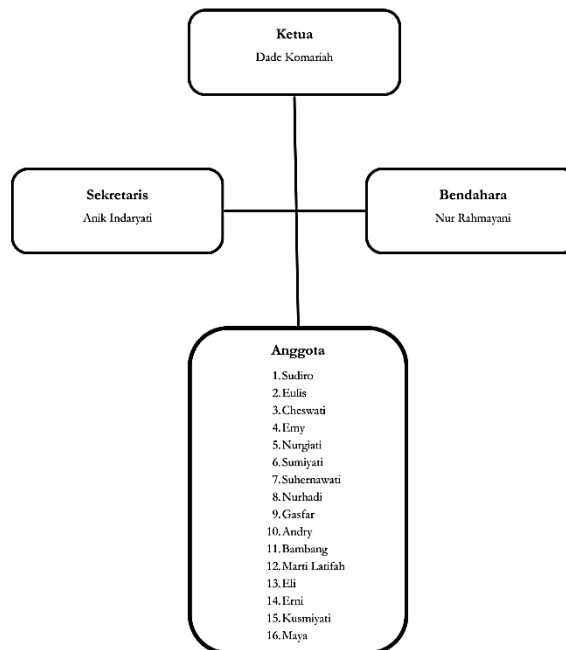 Ketua
Dade Komariah
Sekretaris
Anik Indaryati
Bendahara
Nur Rahmayani
Anggota
1. Sudiro
2. Eulis
3. Cheswati
4. Emy
5. Nurgiati
6. Sumiyati
7. Suhernawati
8. Nurhadi
9. Gasfar
10. Andry
11. Bambang
12. Marti Latifah
13. Eli
14. Erni
15. Kusmiyati
16. Maya